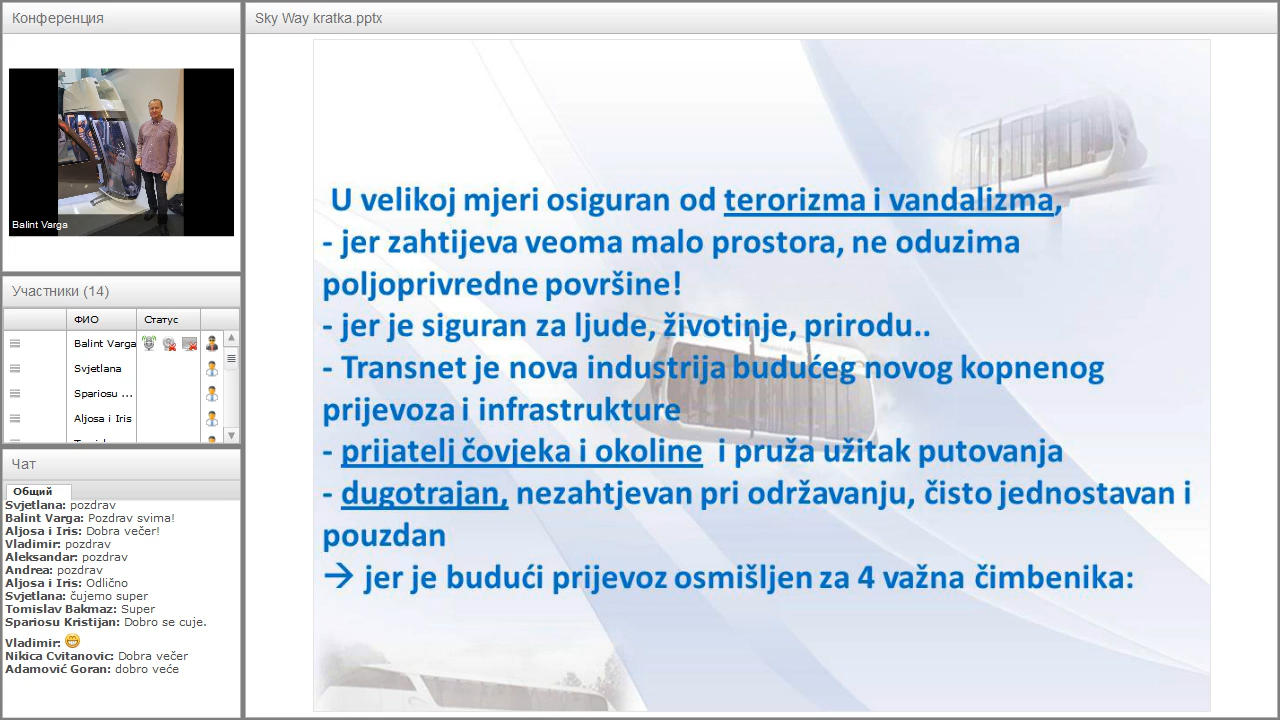 Конференция
Balint Varga
Участники (14)
ФИО Статус
Balint Varga
Svjetlana
Spariousu ...
Aljosa i Iris
Чат
Общий
Svjetlana: pozdrav
Balint Varga: Pozdrav svima!
Aljosa i Iris: Dobra večer!
Vladimir: pozdrav
Aleksandar: pozdrav
Andrea: pozdrav
Aljosa i Iris: Odlično
Svjetlana: čujemo super
Tomislav Bakmaz: Super
Spariosu Kristijan: Dobro se cuje.
Vladimir:
Nikica Cvitanovic: Dobra večer
Adamović Goran: dobro veće
Sky Way kratka.pptx
U velikoj mjeri osiguran od terorizma i vandalizma,
- jer zahtijeva veoma malo prostora, ne oduzima
poljoprivredne površine!
- jer je siguran za ljude, životinje, prirodu..
- Transnet je nova industrija budućeg novog kopnenog
prijevoza i infrastrukture
- prijatelj čovjeka i okoline i pruža užitak putovanja
- dugotrajan, nezahtjevan pri održavanju, čisto jednostavan i
pouzdan
→ jer je budući prijevoz osmišljen za 4 važna čimbenika: